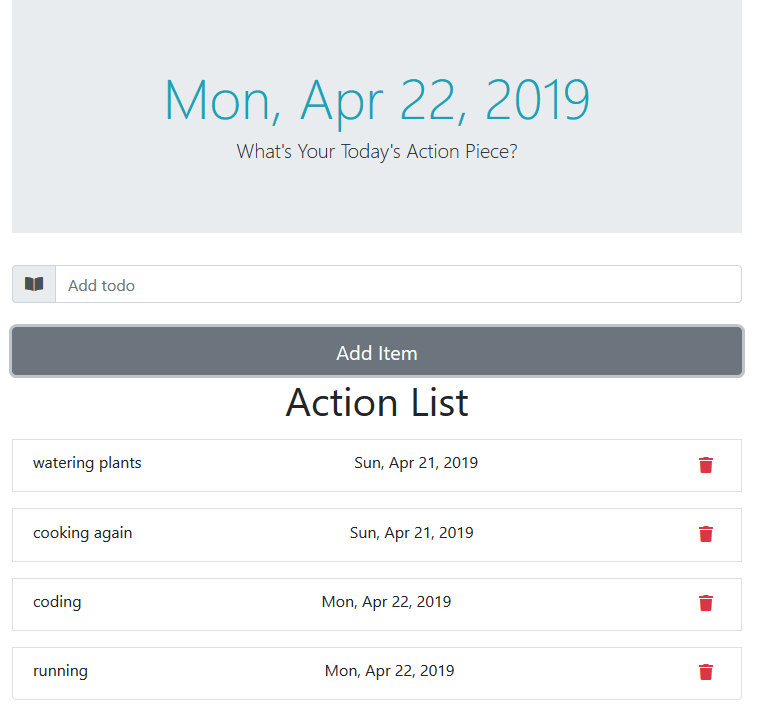 Mon, Apr 22, 2019
What's Your Today's Action Piece?
Add todo
Add Item
Action List
watering plants Sun, Apr 21, 2019
cooking again Sun, Apr 21, 2019
coding Mon, Apr 22, 2019
running Mon, Apr 22, 2019